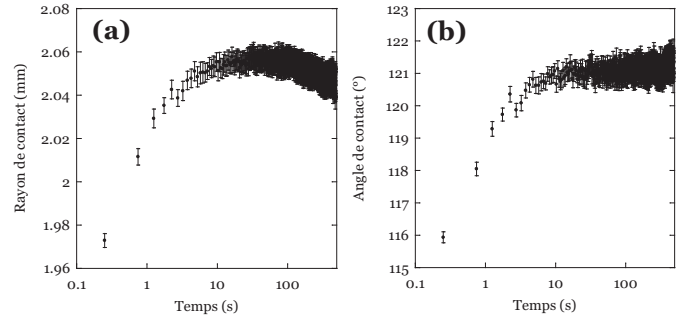 (a)
Rayon de contact (mm)
2.08
2.06
2.04
2.02
2
1.98
1.96
0.1 1 10 100
Temps (s)
(b)
Angle de contact (°)
123
122
121
120
119
118
117
116
115
0.1 1 10 100
Temps (s)